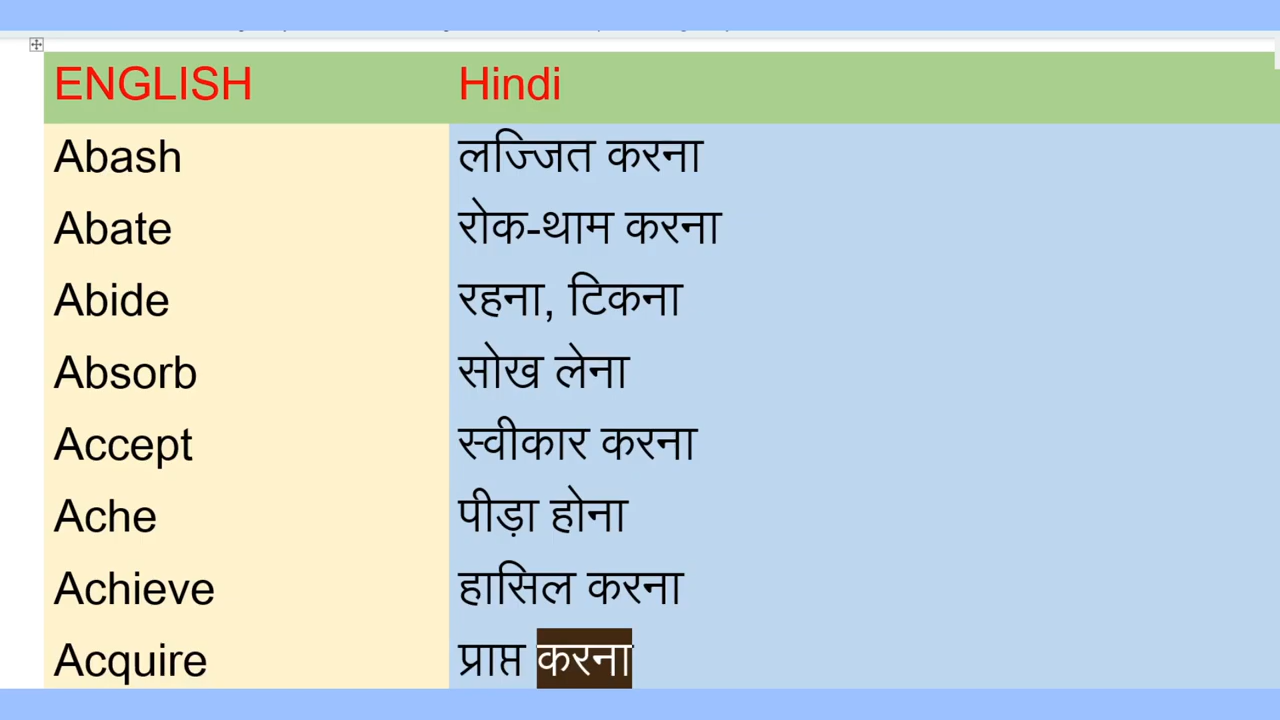 ENGLISH Hindi
Abash लज्जित करना
Abate रोक-थाम करना
Abide रहना, टिकना
Absorb सोख लेना
Accept स्वीकार करना
Ache पीड़ा होना
Achieve हासिल करना
Acquire प्राप्त करना